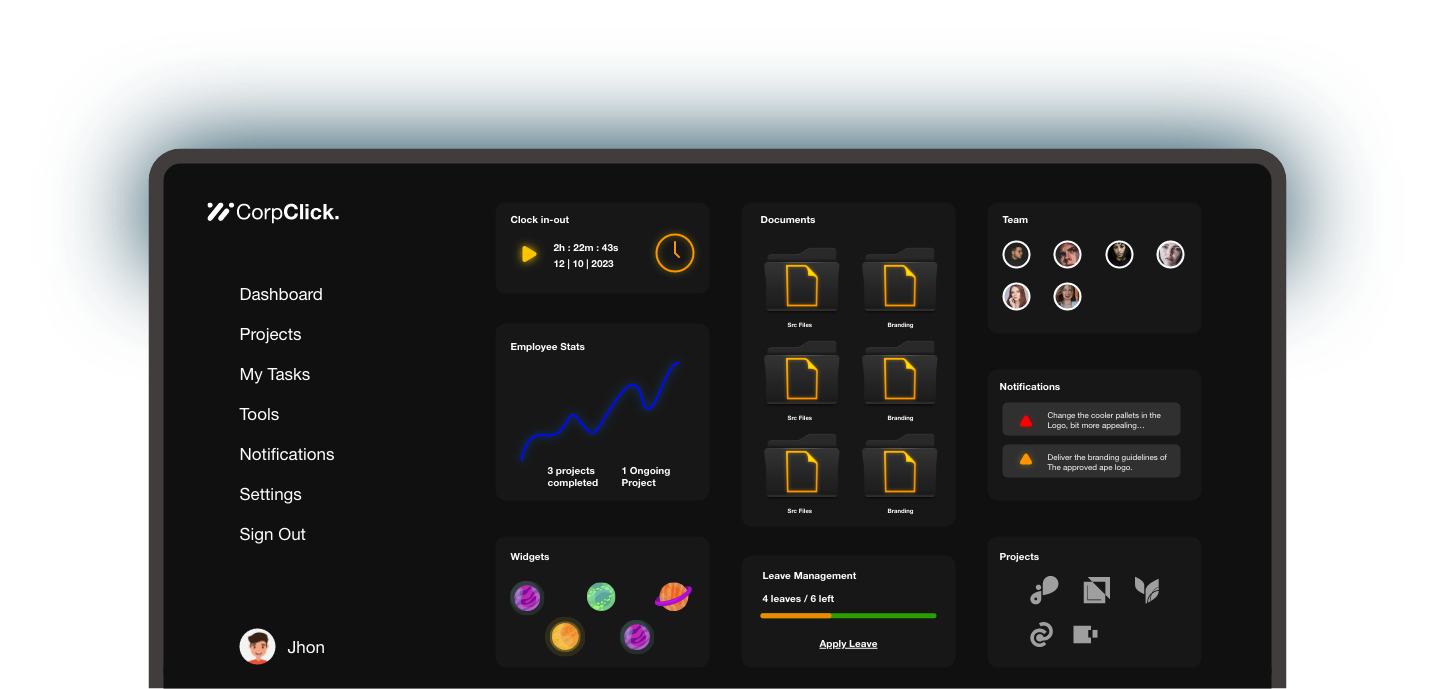 CorpClick.
Dashboard
Projects
My Tasks
Tools
Notifications
Settings
Sign Out
Jhon
Clock in-out
2h : 22m : 43s
12 | 10 | 2023
Employee Stats
3 projects
completed
1 Ongoing
Project
Widgets
Documents
Src Files
Branding
Src Files
Branding
Src Files
Branding
Leave Management
4 leaves / 6 left
Apply Leave
Team
Notifications
Change the cooler pallets in the
Logo, bit more appealing...
Deliver the branding guidelines of
The approved ape logo.
Projects